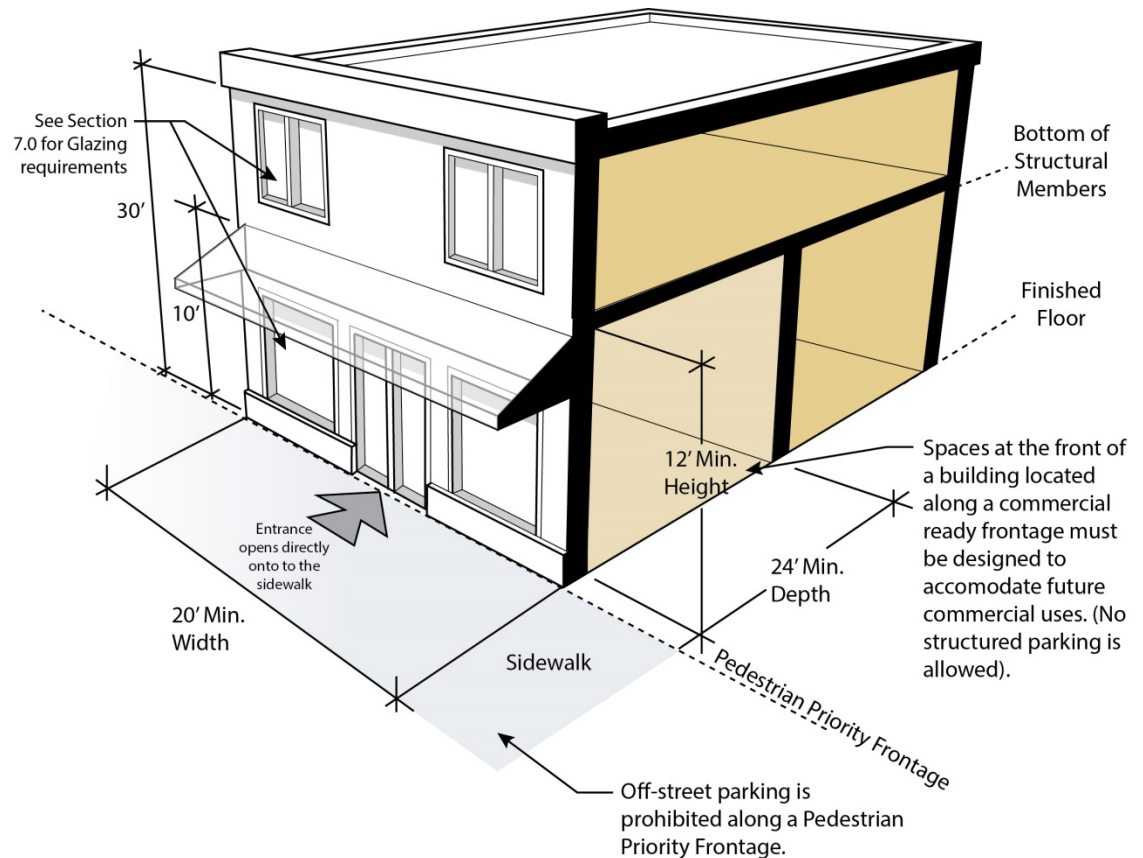 See Section
7.0 for Glazing
requirements
30’
10’
Bottom of
Structural
Members
Finished
Floor
12’ Min.
Height
Spaces at the front of
a building located
along a commercial
ready frontage must
be designed to
accomodate future
commercial uses. (No
structured parking is
allowed).
24’ Min.
Depth
Entrance
opens directly
onto to the
sidewalk
20’ Min.
Width
Sidewalk
Pedestrian Priority Frontage
Off-street parking is
prohibited along a Pedestrian
Priority Frontage.